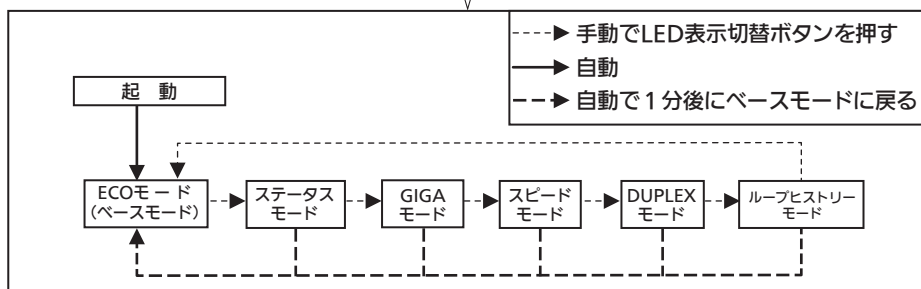 手動でLED表示切替ボタンを押す
自動
自動で1分後にベースモードに戻る
起 動
ECOモード
(ベースモード)
ステータス
モード
GIGA
モード
スピード
モード
DUPLEX
モード
ループヒストリー
モード